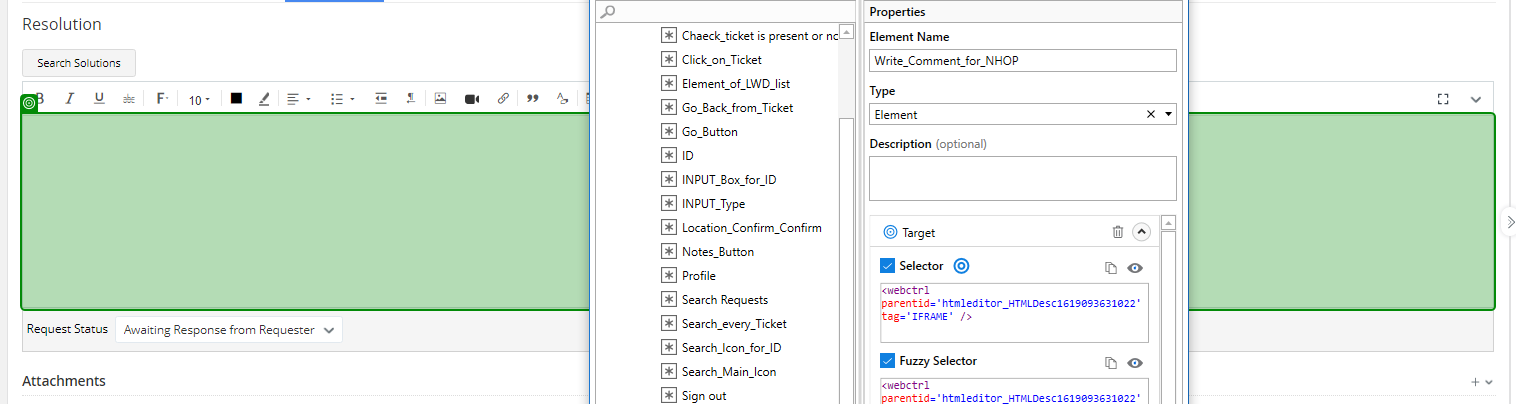 Resolution
Search Solutions
B I U abc F 10
Request Status Awaiting Response from Requester
Attachments
Chaeck_ticket is present or no
Click_on_Ticket
Element_of_LWD_list
Go_Back_from_Ticket
Go_Button
ID
INPUT_Box_for_ID
INPUT_Type
Location_Confirm_Confirm
Notes_Button
Profile
Search Requests
Search_every_Ticket
Search_Icon_for_ID
Search_Main_Icon
Sign out
Properties
Element Name
Write_Comment_for_NHOP
Type
Element
Description (optional)
Target
Selector
<webctrl
parentid='htmleditor_HTMLDesc1619093631022'
tag='IFRAME' />
Fuzzy Selector
<webctrl
parentid='htmleditor_HTMLDesc1619093631022'